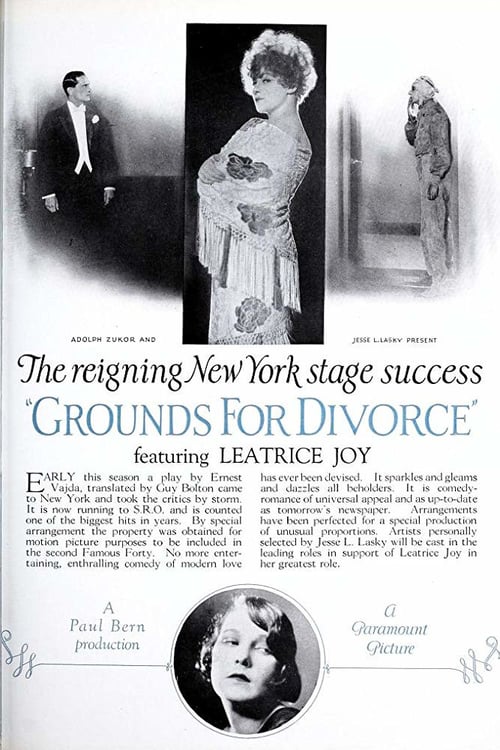 ADOLPH ZUKOR AND
JESSE L. LASKY PRESENT
The reigning New York stage success
"GROUNDS FOR DIVORCE"
featuring LEATRICE JOY
EARLY this season a play by Ernest
Vajda, translated by Guy Bolton came
to New York and took the critics by storm.
It is now running to S.R.O. and is counted
one of the biggest hits in years. By special
arrangement the property was obtained for
motion picture purposes to be included in
the second Famous Forty. No more enter-
taining, enthralling comedy of modern love
has ever been devised. It sparkles and gleams
and dazzles all beholders. It is comedy-
romance of universal appeal and as up-to-date
as tomorrow's newspaper. Arrangements
have been perfected for a special production
of unusual proportions. Artists personally
selected by Jesse L. Lasky will be cast in the
leading roles in support of Leatrice Joy in
her greatest role.
A
Paul Bern
production
a
Paramount
Picture